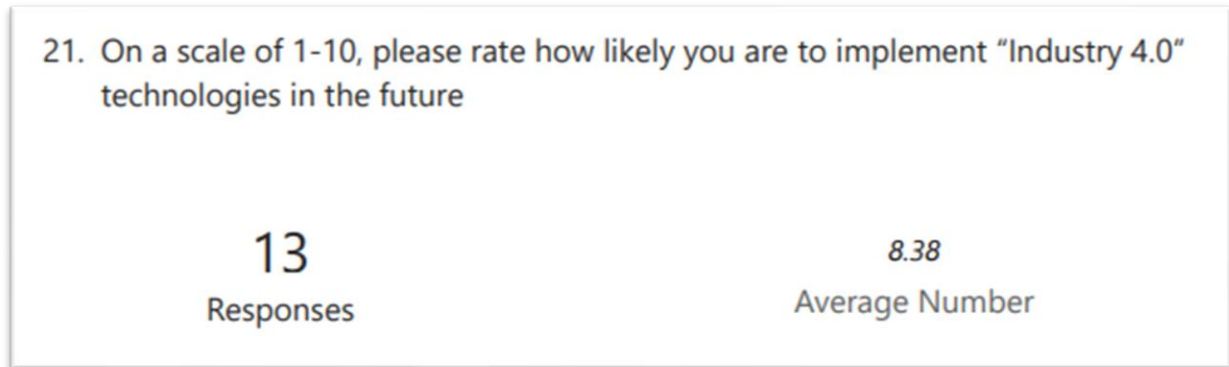 21. On a scale of 1-10, please rate how likely you are to implement “Industry 4.0”
technologies in the future
13
Responses
8.38
Average Number